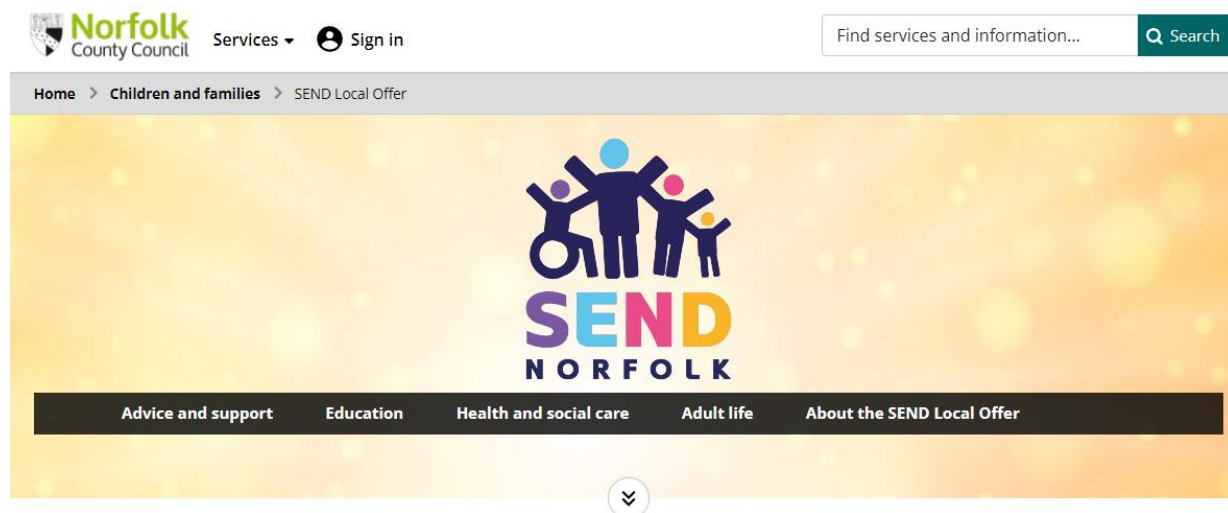 Norfolk
County Council
Services
Sign in
Find services and information...
Search
Home > Children and families > SEND Local Offer
SEND
NORFOLK
Advice and support Education Health and social care Adult life About the SEND Local Offer